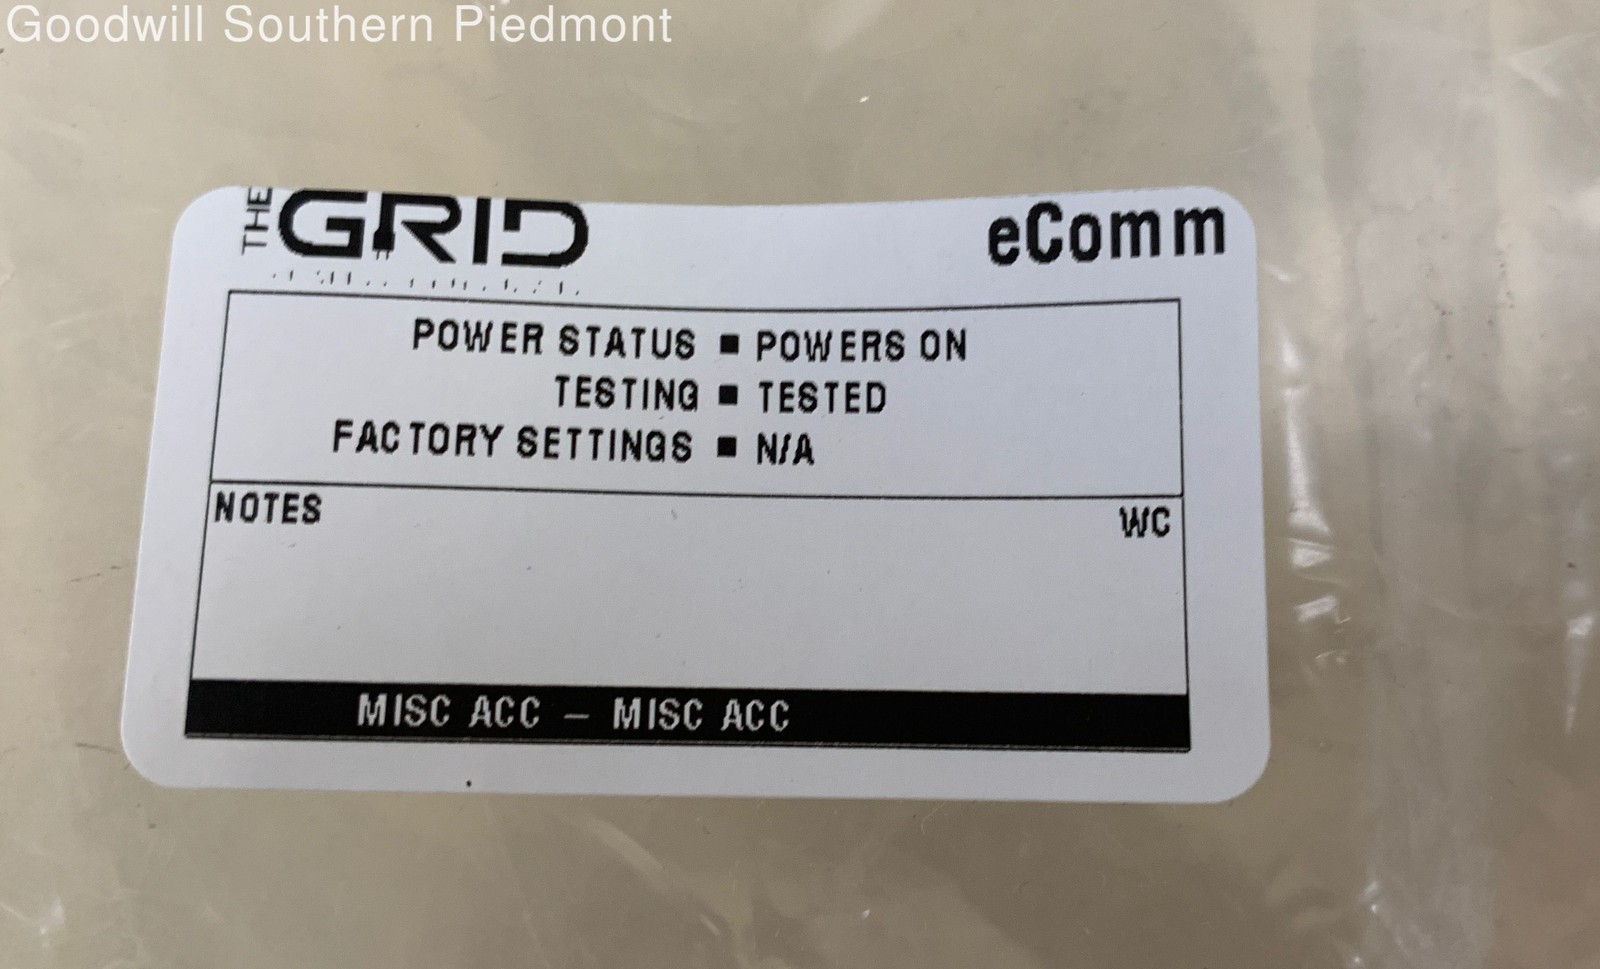 Goodwill Southern Piedmont
THE GRID
eComm
POWER STATUS ■ POWERS ON
TESTING ■ TESTED
FACTORY SETTINGS ■ N/A
NOTES
WC
MISC ACC – MISC ACC